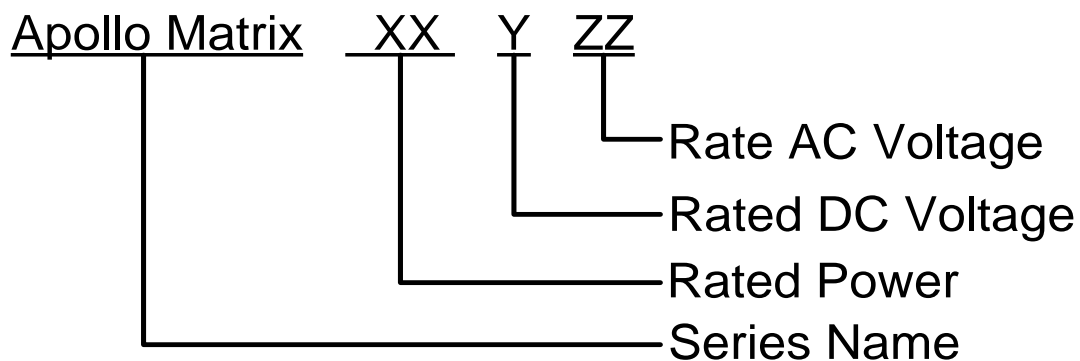 Apollo Matrix XX Y ZZ
Rate AC Voltage
Rated DC Voltage
Rated Power
Series Name